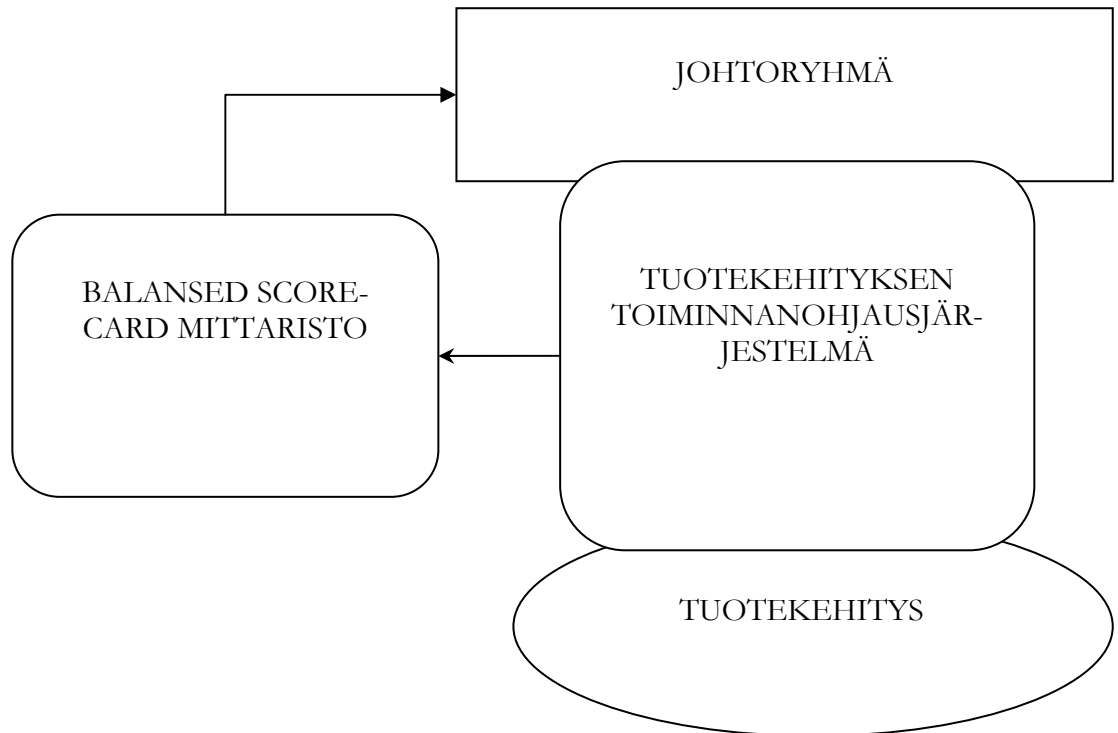 JOHTORYHMÄ
BALANSED SCORE-
CARD MITTARISTO
TUOTEKEHITYKSEN
TOIMINNANOHJAUSJÄR-
JESTELMÄ
TUOTEKEHITYS